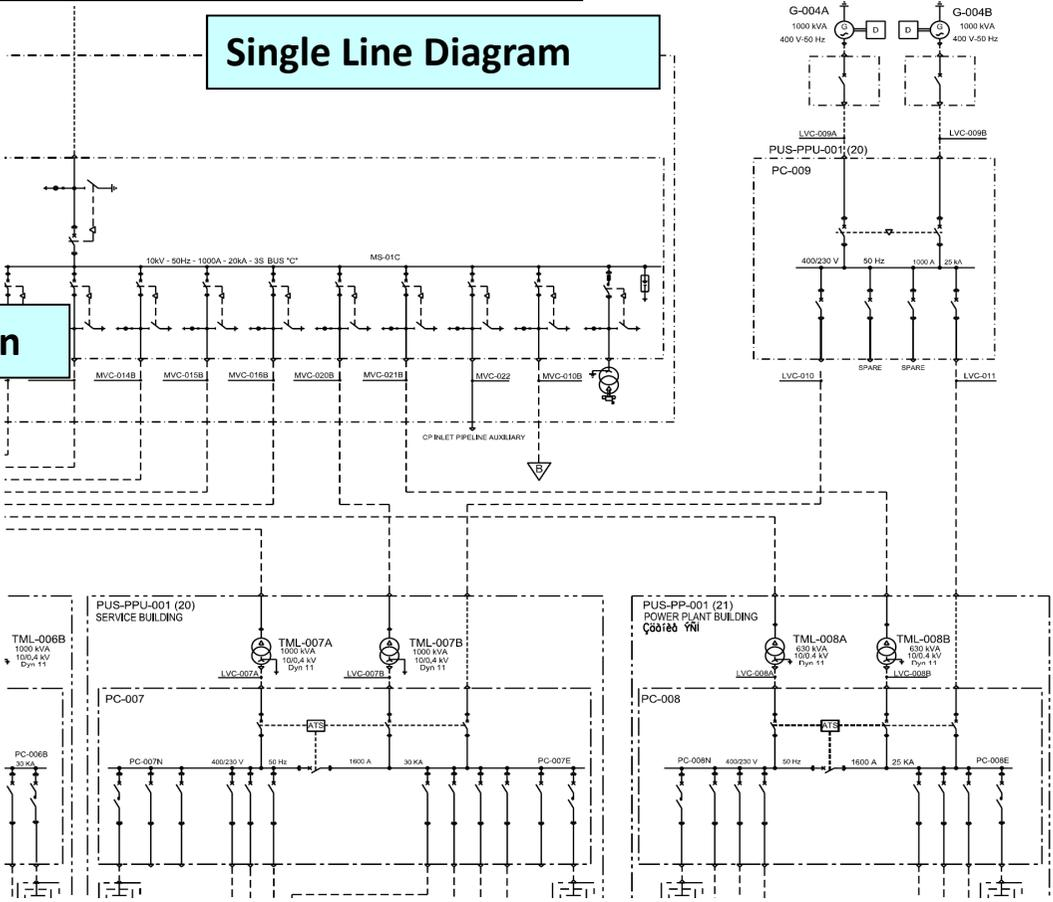 Single Line Diagram
G-004A
1000 kVA
400 V-50 Hz
G
D
D
G
G-004B
1000 kVA
400 V-50 Hz
LVC-009A
LVC-009B
PUS-PPU-001 (20)
PC-009
10kV - 50Hz - 1000A - 20kA - 3S BUS "C"
MS-01C
400/230 V
50 Hz
1000 A
25 kA
n
MVC-014B
MVC-015B
MVC-016B
MVC-020B
MVC-021B
MVC-022
MVC-010B
SPARE
SPARE
LVC-010
LVC-011
CP INLET PIPELINE AUXILIARY
B
TML-006B
1000 kVA
10/0,4 kV
Dyn 11
PC-006B
30 KA
PUS-PPU-001 (20)
SERVICE BUILDING
TML-007A
1000 kVA
10/0,4 kV
Dyn 11
TML-007B
1000 kVA
10/0,4 kV
Dyn 11
LVC-007A
LVC-007B
PC-007
ATS
PC-007N
400/230 V
50 Hz
1600 A
30 KA
PC-007E
PUS-PP-001 (21)
POWER PLANT BUILDING
Çäàíèå ÝÑÏ
TML-008A
630 kVA
10/0.4 kV
Dyn 11
TML-008B
630 kVA
10/0.4 kV
Dyn 11
LVC-008A
LVC-008B
PC-008
ATS
PC-008N
400/230 V
50 Hz
1600 A
25 KA
PC-008E